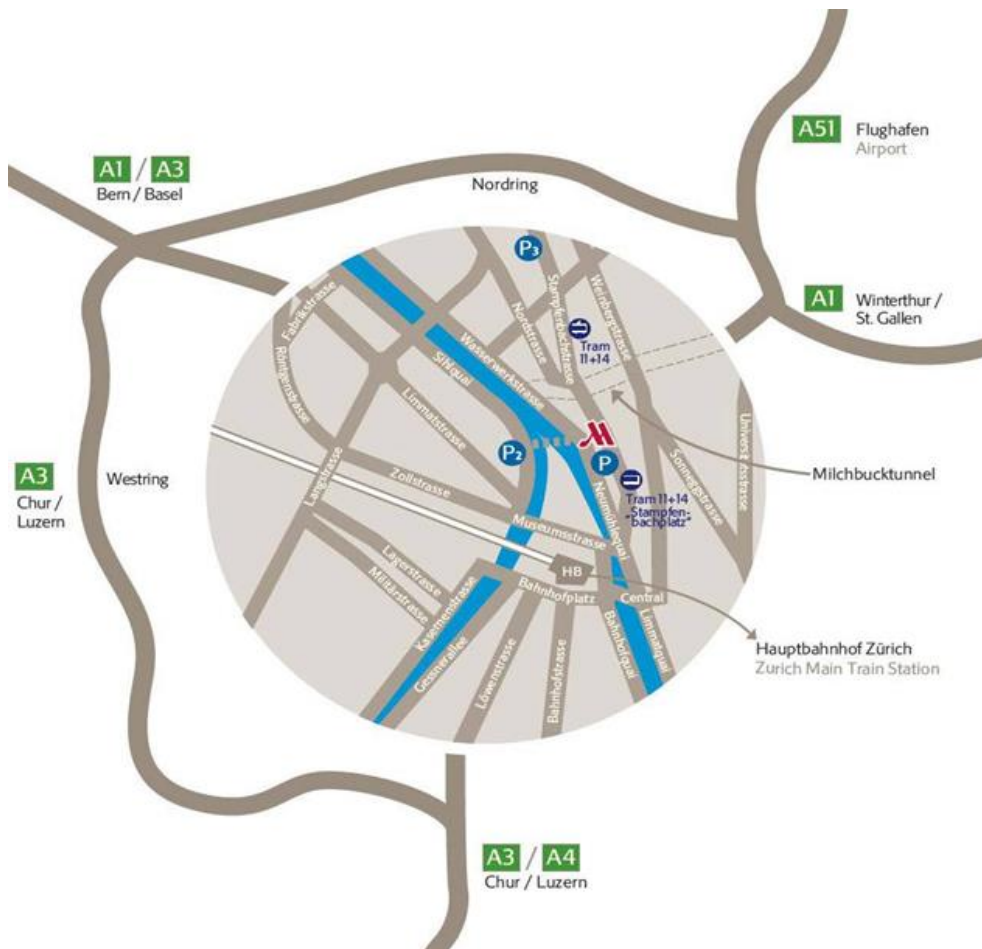 A51
Flughafen
Airport
A1 / A3
Bern / Basel
Nordring
A1
Winterthur /
St. Gallen
P3
Stampfenbachstrasse
Weinbergstrasse
Nordstrasse
Tram
11+14
Fabrikstrasse
Röntgenstrasse
Wasserwerkstrasse
Sihlquai
Limmatstrasse
Universitätsstrasse
Sonneggstrasse
Milchbucktunnel
A3
Chur /
Luzern
Westring
P2
P
Tram 11+14
"Stampfen-
bachplatz"
Neumühlequai
Langstrasse
Zollstrasse
Museumsstrasse
Lagerstrasse
Militärstrasse
HB
Bahnhofplatz
Central
Kasernenstrasse
Gessnerallee
Löwenstrasse
Bahnhofstrasse
Bahnhofquai
Limmatquai
Hauptbahnhof Zürich
Zurich Main Train Station
A3 / A4
Chur / Luzern